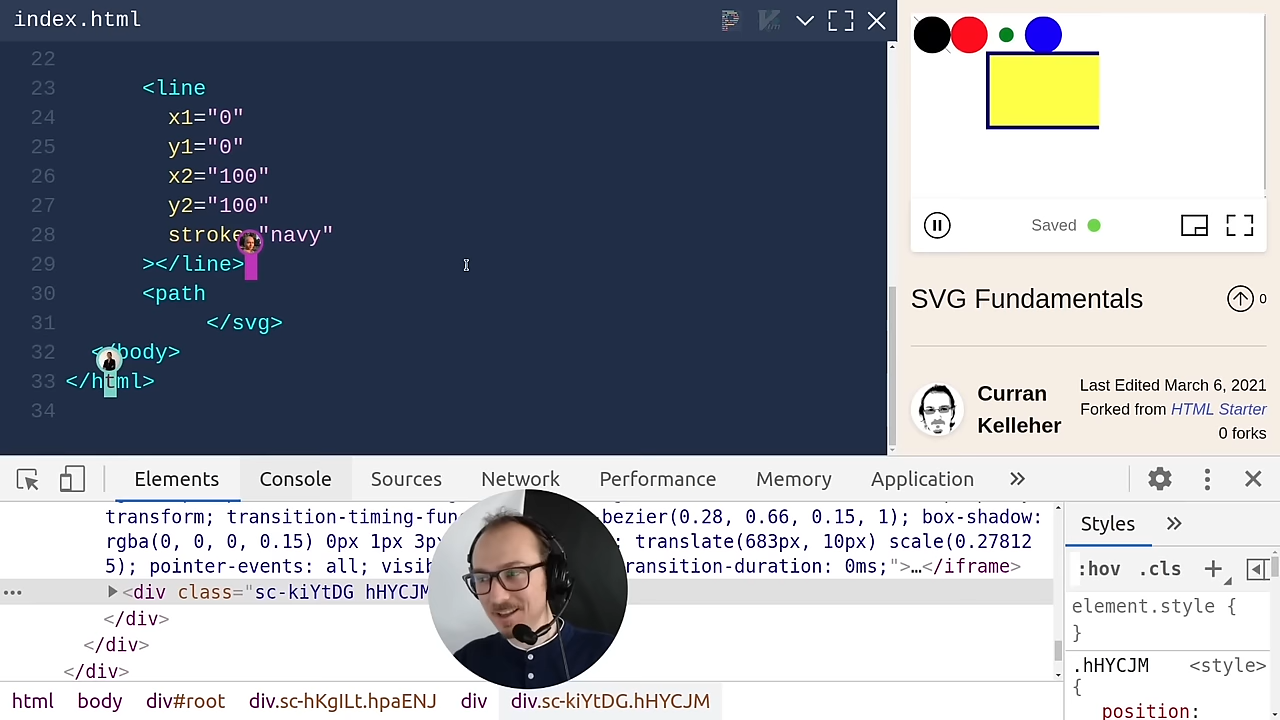 index.html
22
23 <line
24 x1="0"
25 y1="0"
26 x2="100"
27 y2="100"
28 stroke "navy"
29 ></line>
30 <path
31 </svg>
32 </body>
33 </html>
34
Saved
SVG Fundamentals
0
Curran Kelleher
Last Edited March 6, 2021
Forked from HTML Starter
0 forks
Elements Console Sources Network Performance Memory Application »
transform; transition-timing-fun bezier(0.28, 0.66, 0.15, 1); box-shadow:
rgba(0, 0, 0, 0.15) 0px 1px 3p ; translate(683px, 10px) scale(0.27812
5); pointer-events: all; visib transition-duration: 0ms;">…</iframe>
<div class="sc-kiYtDG hHYCJM
</div>
</div>
</div>
html body div#root div.sc-hKgILt.hpaENJ div div.sc-kiYtDG.hHYCJM
Styles »
:hov .cls +
element.style {
}
.hHYCJM <style>
{
position: